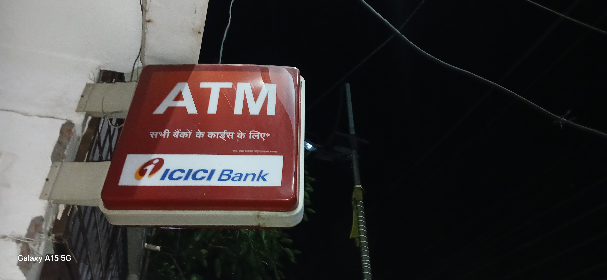 ATM
सभी बैंकों के कार्ड्स के लिए*
ICICI Bank
Galaxy A15 5G